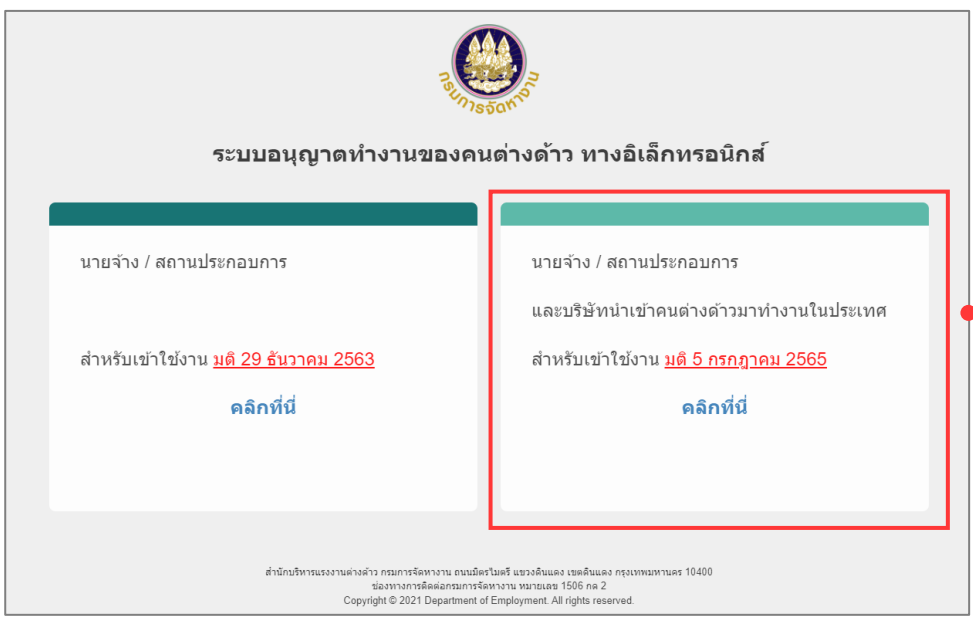 กรมการจัดหางาน
ระบบอนุญาตทำงานของคนต่างด้าว ทางอิเล็กทรอนิกส์
นายจ้าง / สถานประกอบการ
สำหรับเข้าใช้งาน มติ 29 ธันวาคม 2563
คลิกที่นี่
นายจ้าง / สถานประกอบการ
และบริษัทนำเข้าคนต่างด้าวมาทำงานในประเทศ
สำหรับเข้าใช้งาน มติ 5 กรกฎาคม 2565
คลิกที่นี่
สำนักบริหารแรงงานต่างด้าว กรมการจัดหางาน ถนนมิตรไมตรี แขวงดินแดง เขตดินแดง กรุงเทพมหานคร 10400
ช่องทางการติดต่อกรมการจัดหางาน หมายเลข 1506 กด 2
Copyright © 2021 Department of Employment. All rights reserved.